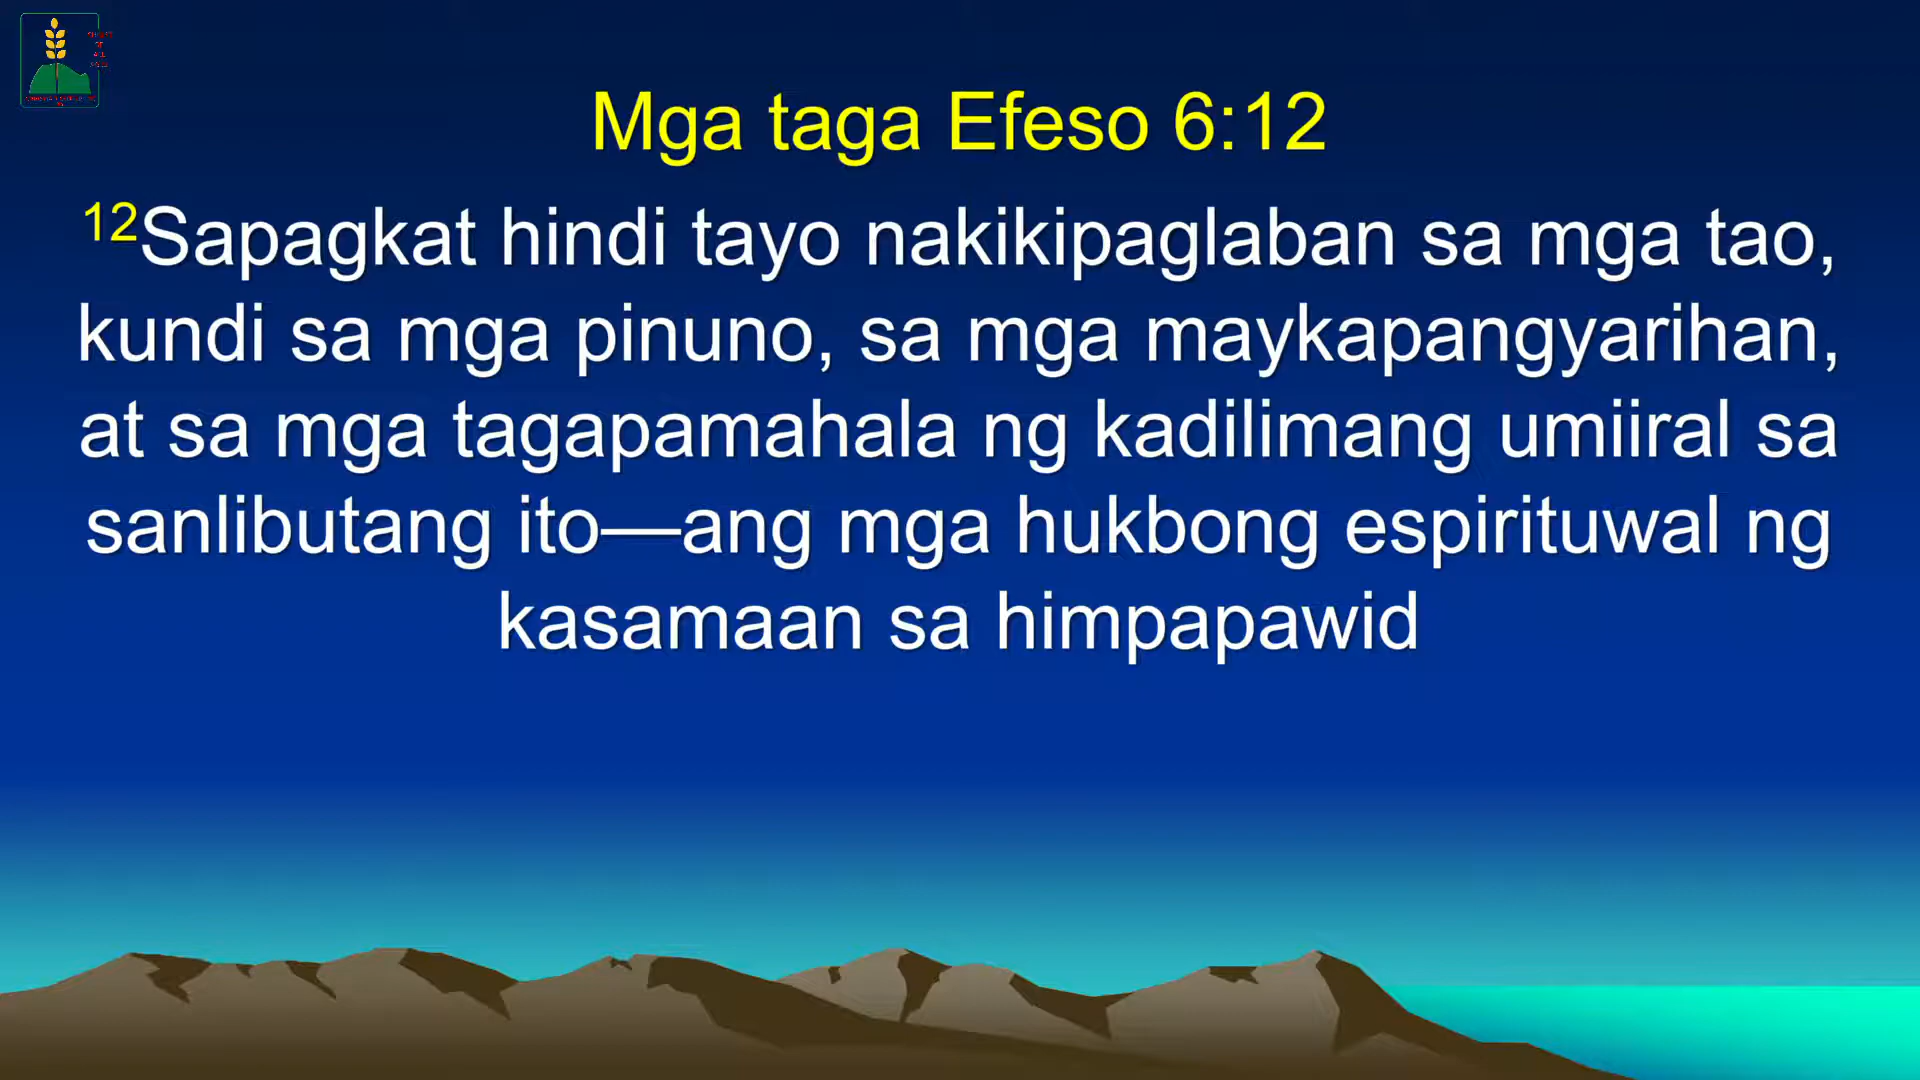 Mga taga Efeso 6:12
12Sapagkat hindi tayo nakikipaglaban sa mga tao,
kundi sa mga pinuno, sa mga maykapangyarihan,
at sa mga tagapamahala ng kadilimang umiiral sa
sanlibutang ito—ang mga hukbong espirituwal ng
kasamaan sa himpapawid